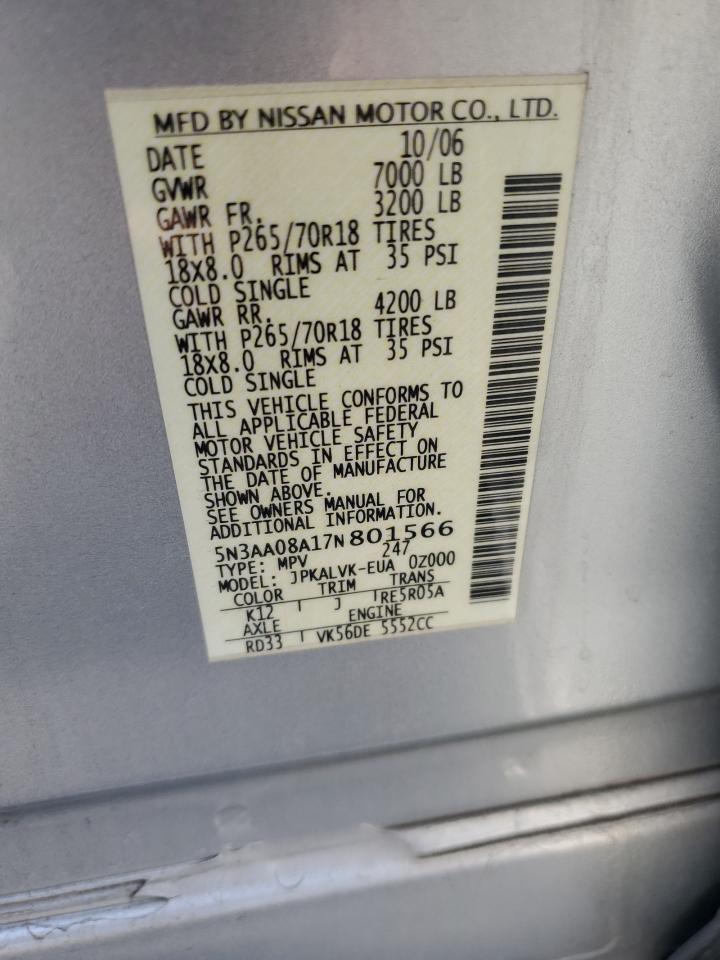 MFD BY NISSAN MOTOR CO., LTD.
DATE 10/06
GVWR 7000 LB
GAWR FR. 3200 LB
WITH P265/70R18 TIRES
18X8.0 RIMS AT 35 PSI
COLD SINGLE
GAWR RR. 4200 LB
WITH P265/70R18 TIRES
18X8.0 RIMS AT 35 PSI
COLD SINGLE
THIS VEHICLE CONFORMS TO
ALL APPLICABLE FEDERAL
MOTOR VEHICLE SAFETY
STANDARDS IN EFFECT ON
THE DATE OF MANUFACTURE
SHOWN ABOVE.
SEE OWNERS MANUAL FOR
ADDITIONAL INFORMATION.
5N3AA08A17N801566
TYPE: MPV 247
MODEL: JPKALVK-EUA 0Z000
COLOR TRIM TRANS
K12 J RE5R05A
AXLE ENGINE
RD33 VK56DE 5552CC